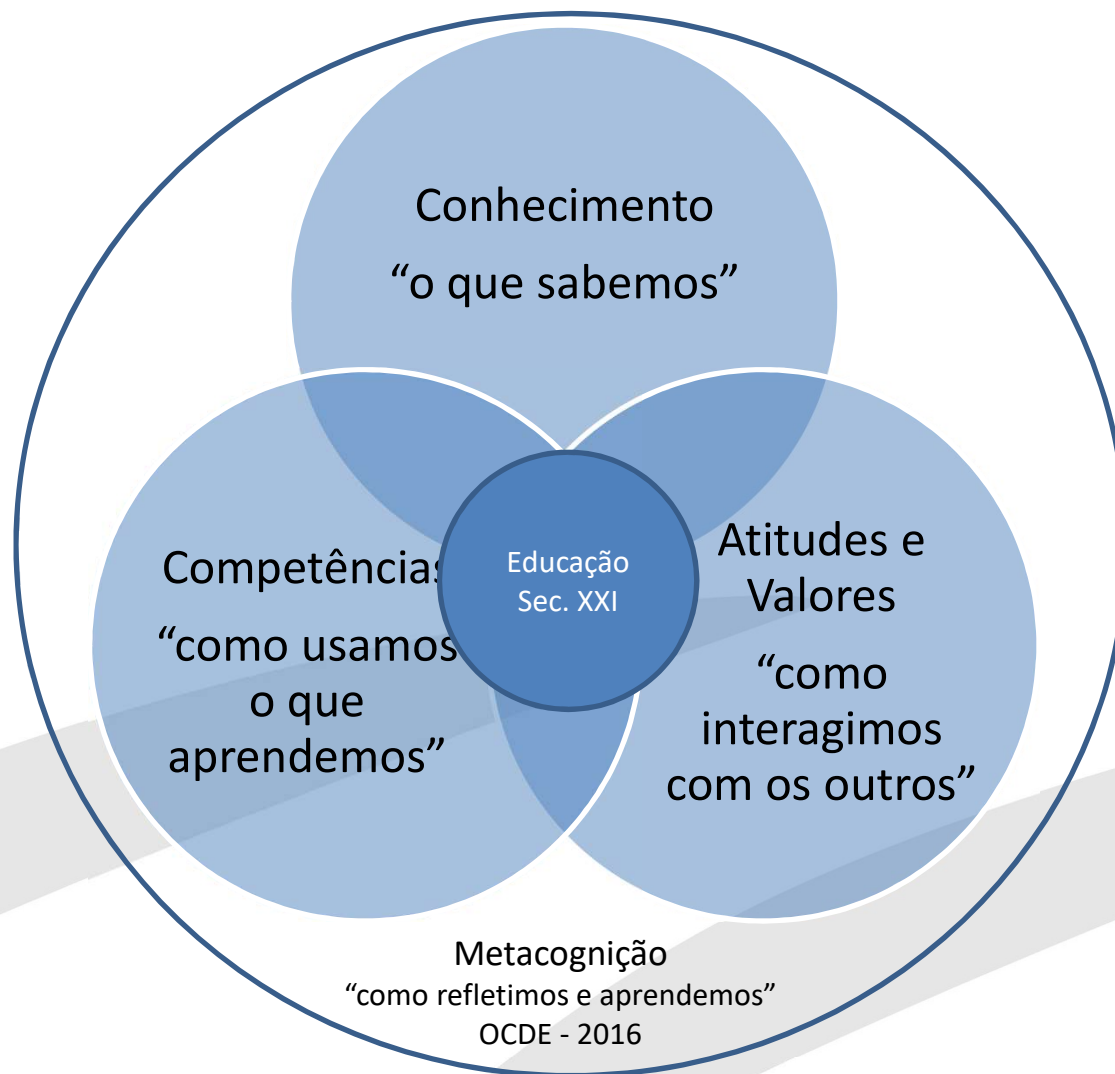 Conhecimento
“o que sabemos”
Competências
“como usamos
o que
aprendemos”
Educação
Sec. XXI
Atitudes e
Valores
“como
interagimos
com os outros”
Metacognição
“como refletimos e aprendemos”
OCDE - 2016